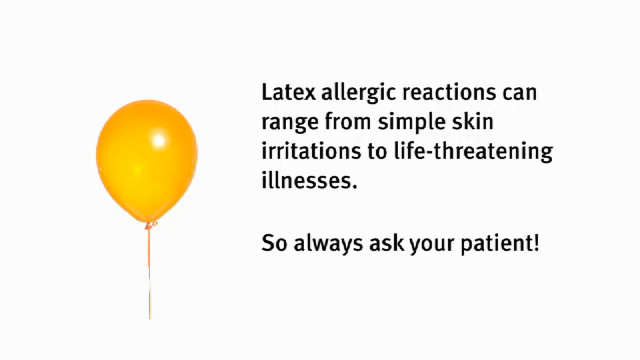 Latex allergic reactions can
range from simple skin
irritations to life-threatening
illnesses.
So always ask your patient!